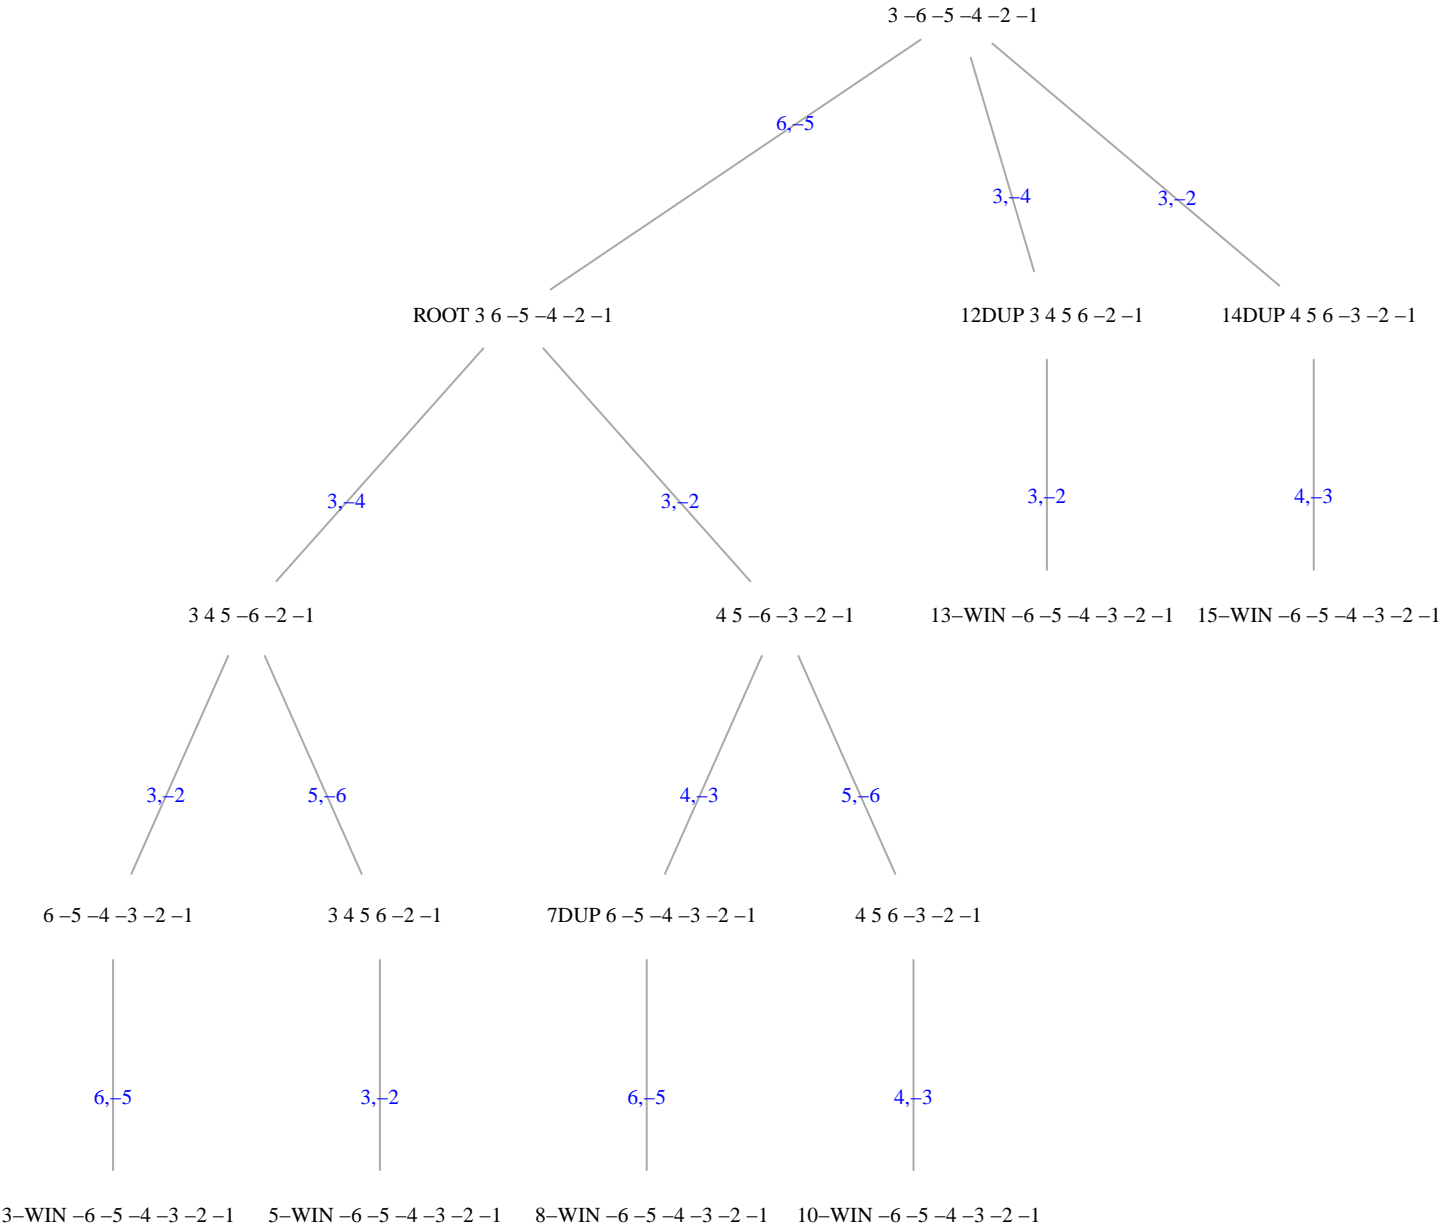 3 –6 –5 –4 –2 –1
6,–5
3,–4
3,–2
ROOT 3 6 –5 –4 –2 –1
12DUP 3 4 5 6 –2 –1
14DUP 4 5 6 –3 –2 –1
3,–4
3,–2
3,–2
4,–3
3 4 5 –6 –2 –1
4 5 –6 –3 –2 –1
13–WIN –6 –5 –4 –3 –2 –1
15–WIN –6 –5 –4 –3 –2 –1
3,–2
5,–6
4,–3
5,–6
6 –5 –4 –3 –2 –1
3 4 5 6 –2 –1
7DUP 6 –5 –4 –3 –2 –1
4 5 6 –3 –2 –1
6,–5
3,–2
6,–5
4,–3
3–WIN –6 –5 –4 –3 –2 –1
5–WIN –6 –5 –4 –3 –2 –1
8–WIN –6 –5 –4 –3 –2 –1
10–WIN –6 –5 –4 –3 –2 –1